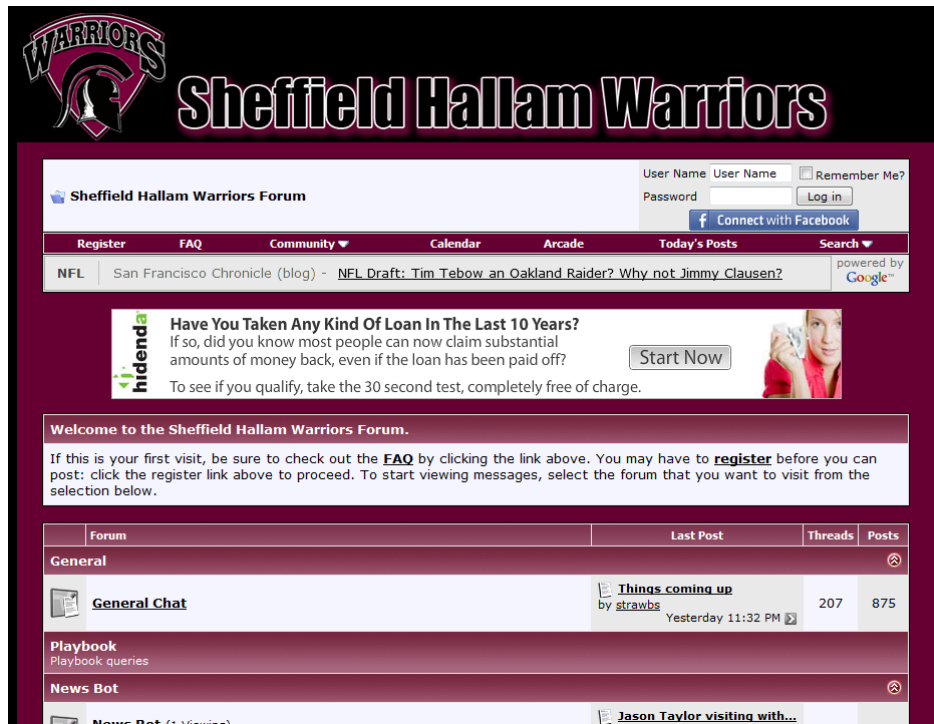 WARRIORS
Sheffield Hallam Warriors
Sheffield Hallam Warriors Forum
User Name User Name Remember Me?
Password Log in
f Connect with Facebook
Register FAQ Community Calendar Arcade Today's Posts Search
NFL San Francisco Chronicle (blog) - NFL Draft: Tim Tebow an Oakland Raider? Why not Jimmy Clausen?
powered by
Google™
hidenda
Have You Taken Any Kind Of Loan In The Last 10 Years?
If so, did you know most people can now claim substantial
amounts of money back, even if the loan has been paid off?
Start Now
To see if you qualify, take the 30 second test, completely free of charge.
Welcome to the Sheffield Hallam Warriors Forum.
If this is your first visit, be sure to check out the FAQ by clicking the link above. You may have to register before you can
post: click the register link above to proceed. To start viewing messages, select the forum that you want to visit from the
selection below.
Forum Last Post Threads Posts
General
General Chat
Things coming up
by strawbs
Yesterday 11:32 PM
207 875
Playbook
Playbook queries
News Bot
News Bot (1 Viewing)
Jason Taylor visiting with...